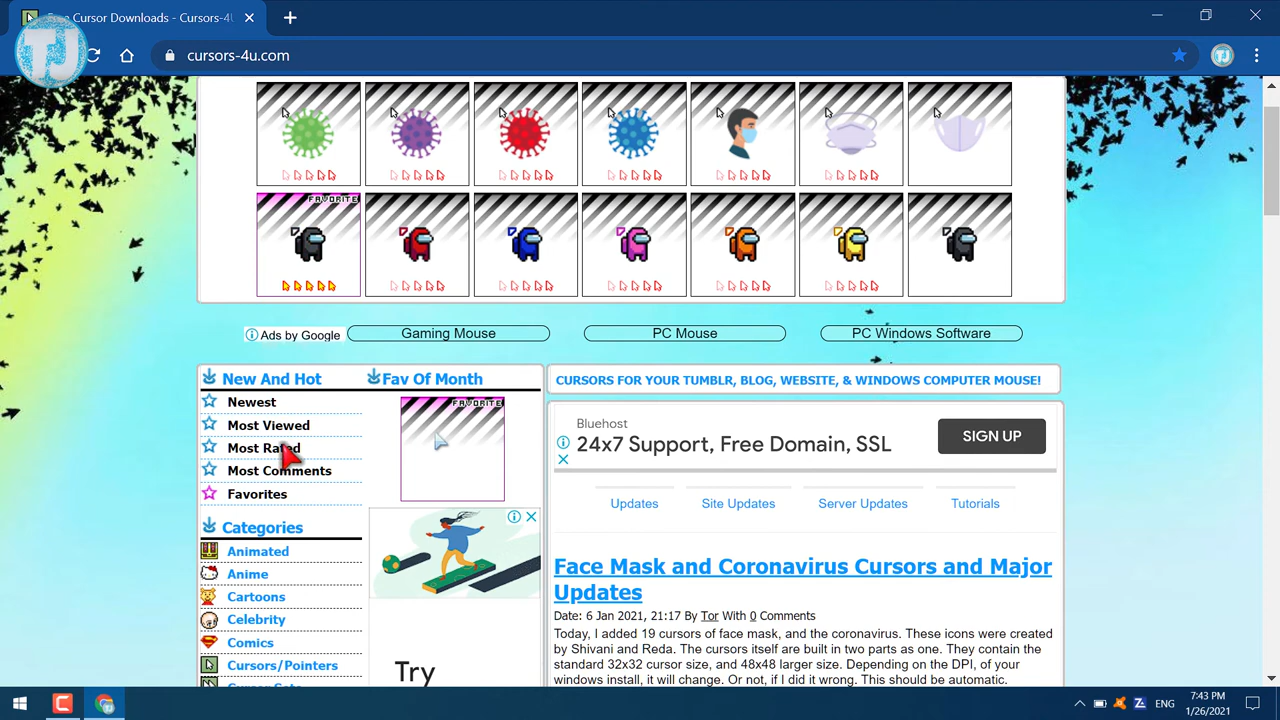 Free Cursor Downloads - Cursors-4U
TJ
cursors-4u.com
FAVORITE
Ads by Google
Gaming Mouse
PC Mouse
PC Windows Software
New And Hot
Newest
Most Viewed
Most Rated
Most Comments
Favorites
Fav Of Month
FAVORITE
Categories
Animated
Anime
Cartoons
Celebrity
Comics
Cursors/Pointers
Cursor Sets
Try
CURSORS FOR YOUR TUMBLR, BLOG, WEBSITE, & WINDOWS COMPUTER MOUSE!
Bluehost
24x7 Support, Free Domain, SSL
SIGN UP
Updates
Site Updates
Server Updates
Tutorials
Face Mask and Coronavirus Cursors and Major
Updates
Date: 6 Jan 2021, 21:17 By Tor With 0 Comments
Today, I added 19 cursors of face mask, and the coronavirus. These icons were created
by Shivani and Reda. The cursors itself are built in two parts as one. They contain the
standard 32x32 cursor size, and 48x48 larger size. Depending on the DPI, of your
windows install, it will change. Or not, if I did it wrong. This should be automatic.
ENG
7:43 PM
1/26/2021